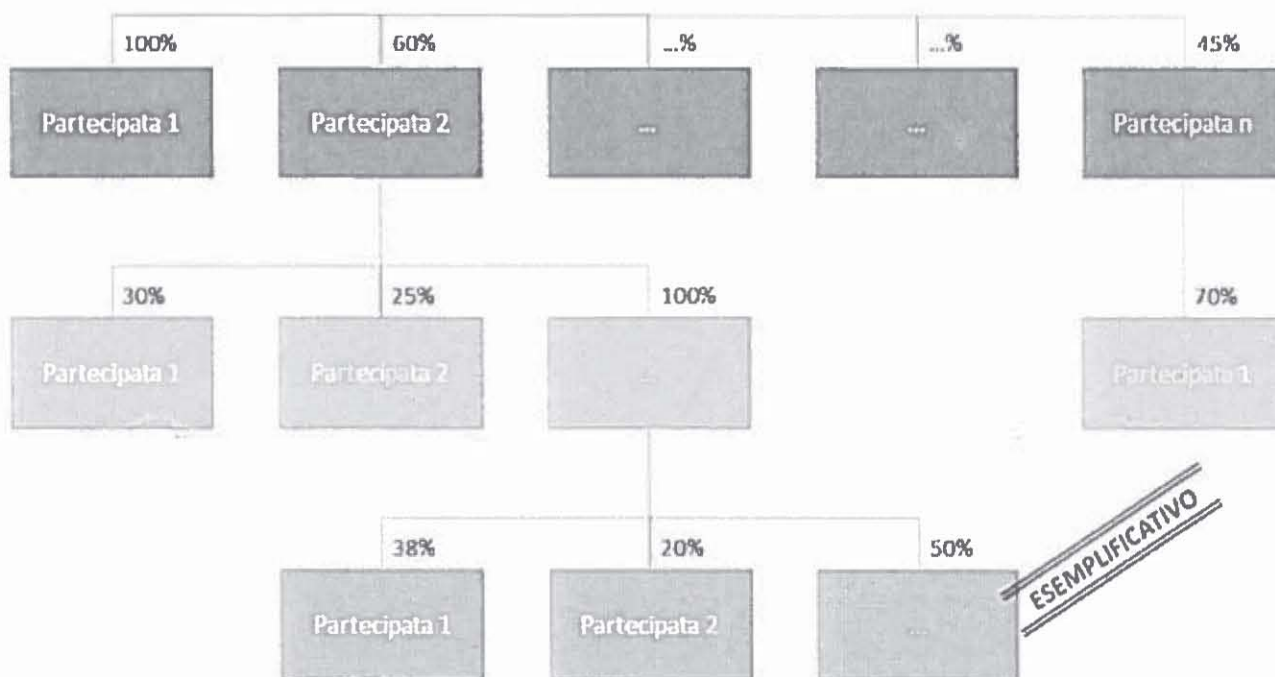 100% 60% ...% ...% 45%
Partecipata 1 Partecipata 2 ... ... Partecipata n
30% 25% 100% 70%
Partecipata 1 Partecipata 2 ... Partecipata 1
38% 20% 50%
Partecipata 1 Partecipata 2 ...
ESEMPLIFICATIVO